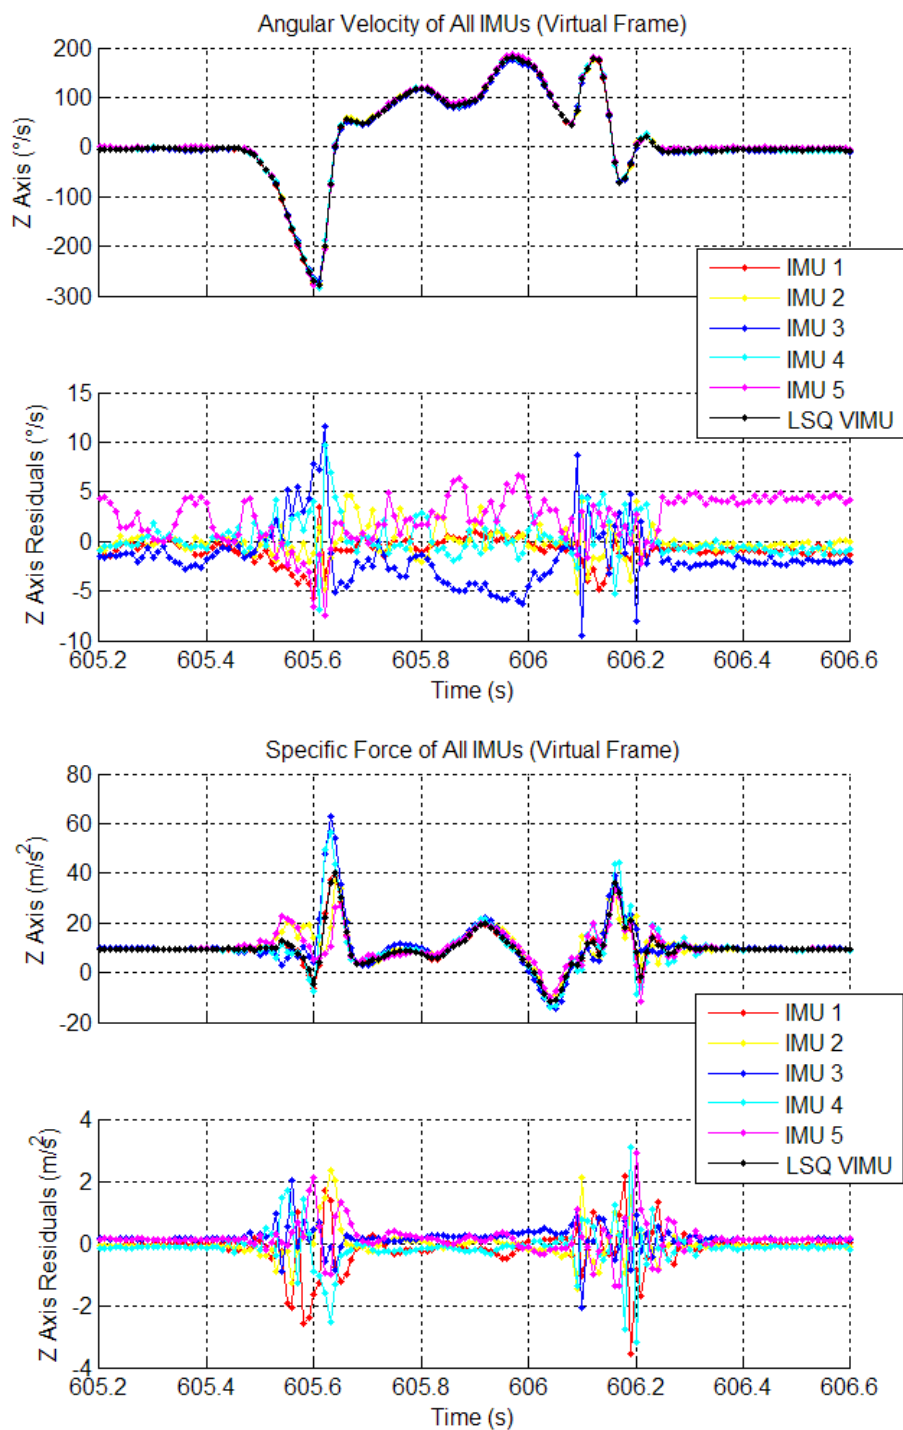 Angular Velocity of All IMUs (Virtual Frame)
Z Axis (°/s)
200
100
0
-100
-200
-300
IMU 1
IMU 2
IMU 3
IMU 4
IMU 5
LSQ VIMU
Z Axis Residuals (°/s)
15
10
5
0
-5
-10
605.2 605.4 605.6 605.8 606 606.2 606.4 606.6
Time (s)
Specific Force of All IMUs (Virtual Frame)
Z Axis (m/s²)
80
60
40
20
0
-20
IMU 1
IMU 2
IMU 3
IMU 4
IMU 5
LSQ VIMU
Z Axis Residuals (m/s²)
4
2
0
-2
-4
605.2 605.4 605.6 605.8 606 606.2 606.4 606.6
Time (s)